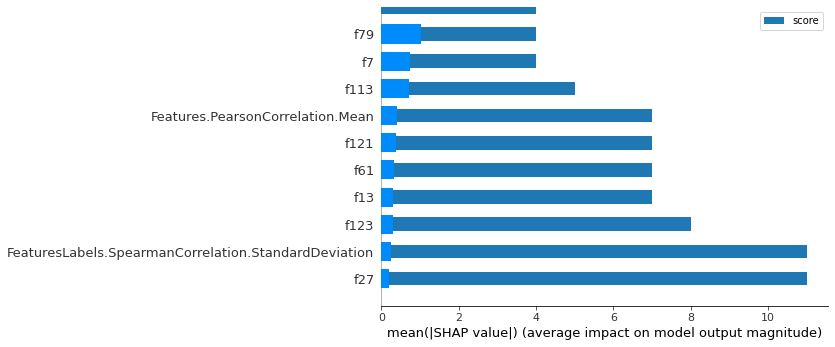 score
f79
f7
f113
Features.PearsonCorrelation.Mean
f121
f61
f13
f123
FeaturesLabels.SpearmanCorrelation.StandardDeviation
f27
0 2 4 6 8 10
mean(|SHAP value|) (average impact on model output magnitude)